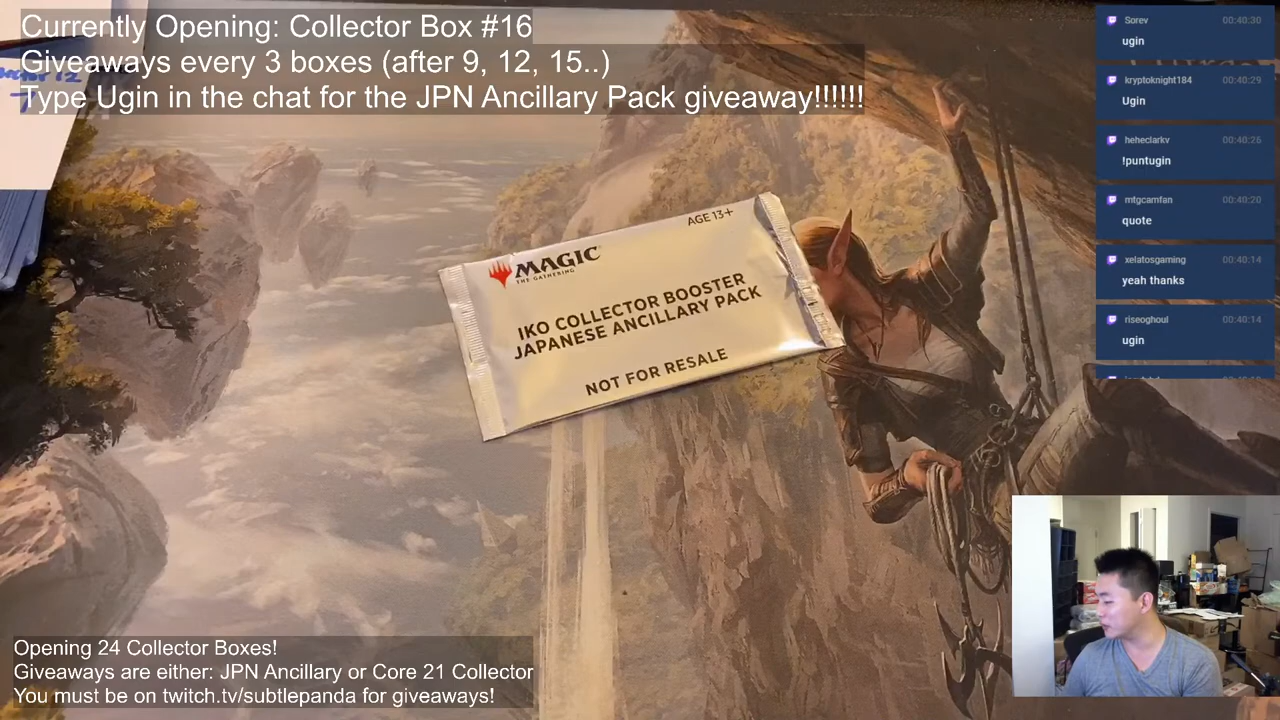 Currently Opening: Collector Box #16
Giveaways every 3 boxes (after 9, 12, 15..)
Type Ugin in the chat for the JPN Ancillary Pack giveaway!!!!!!
AGE 13+
MAGIC
THE GATHERING
IKO COLLECTOR BOOSTER
JAPANESE ANCILLARY PACK
NOT FOR RESALE
Sorev 00:40:30
ugin
kryptoknight184 00:40:29
Ugin
heheclarkv 00:40:26
!puntugin
mtgcamfan 00:40:20
quote
xelatosgaming 00:40:14
yeah thanks
riseoghoul 00:40:14
ugin
Opening 24 Collector Boxes!
Giveaways are either: JPN Ancillary or Core 21 Collector
You must be on twitch.tv/subtlepanda for giveaways!